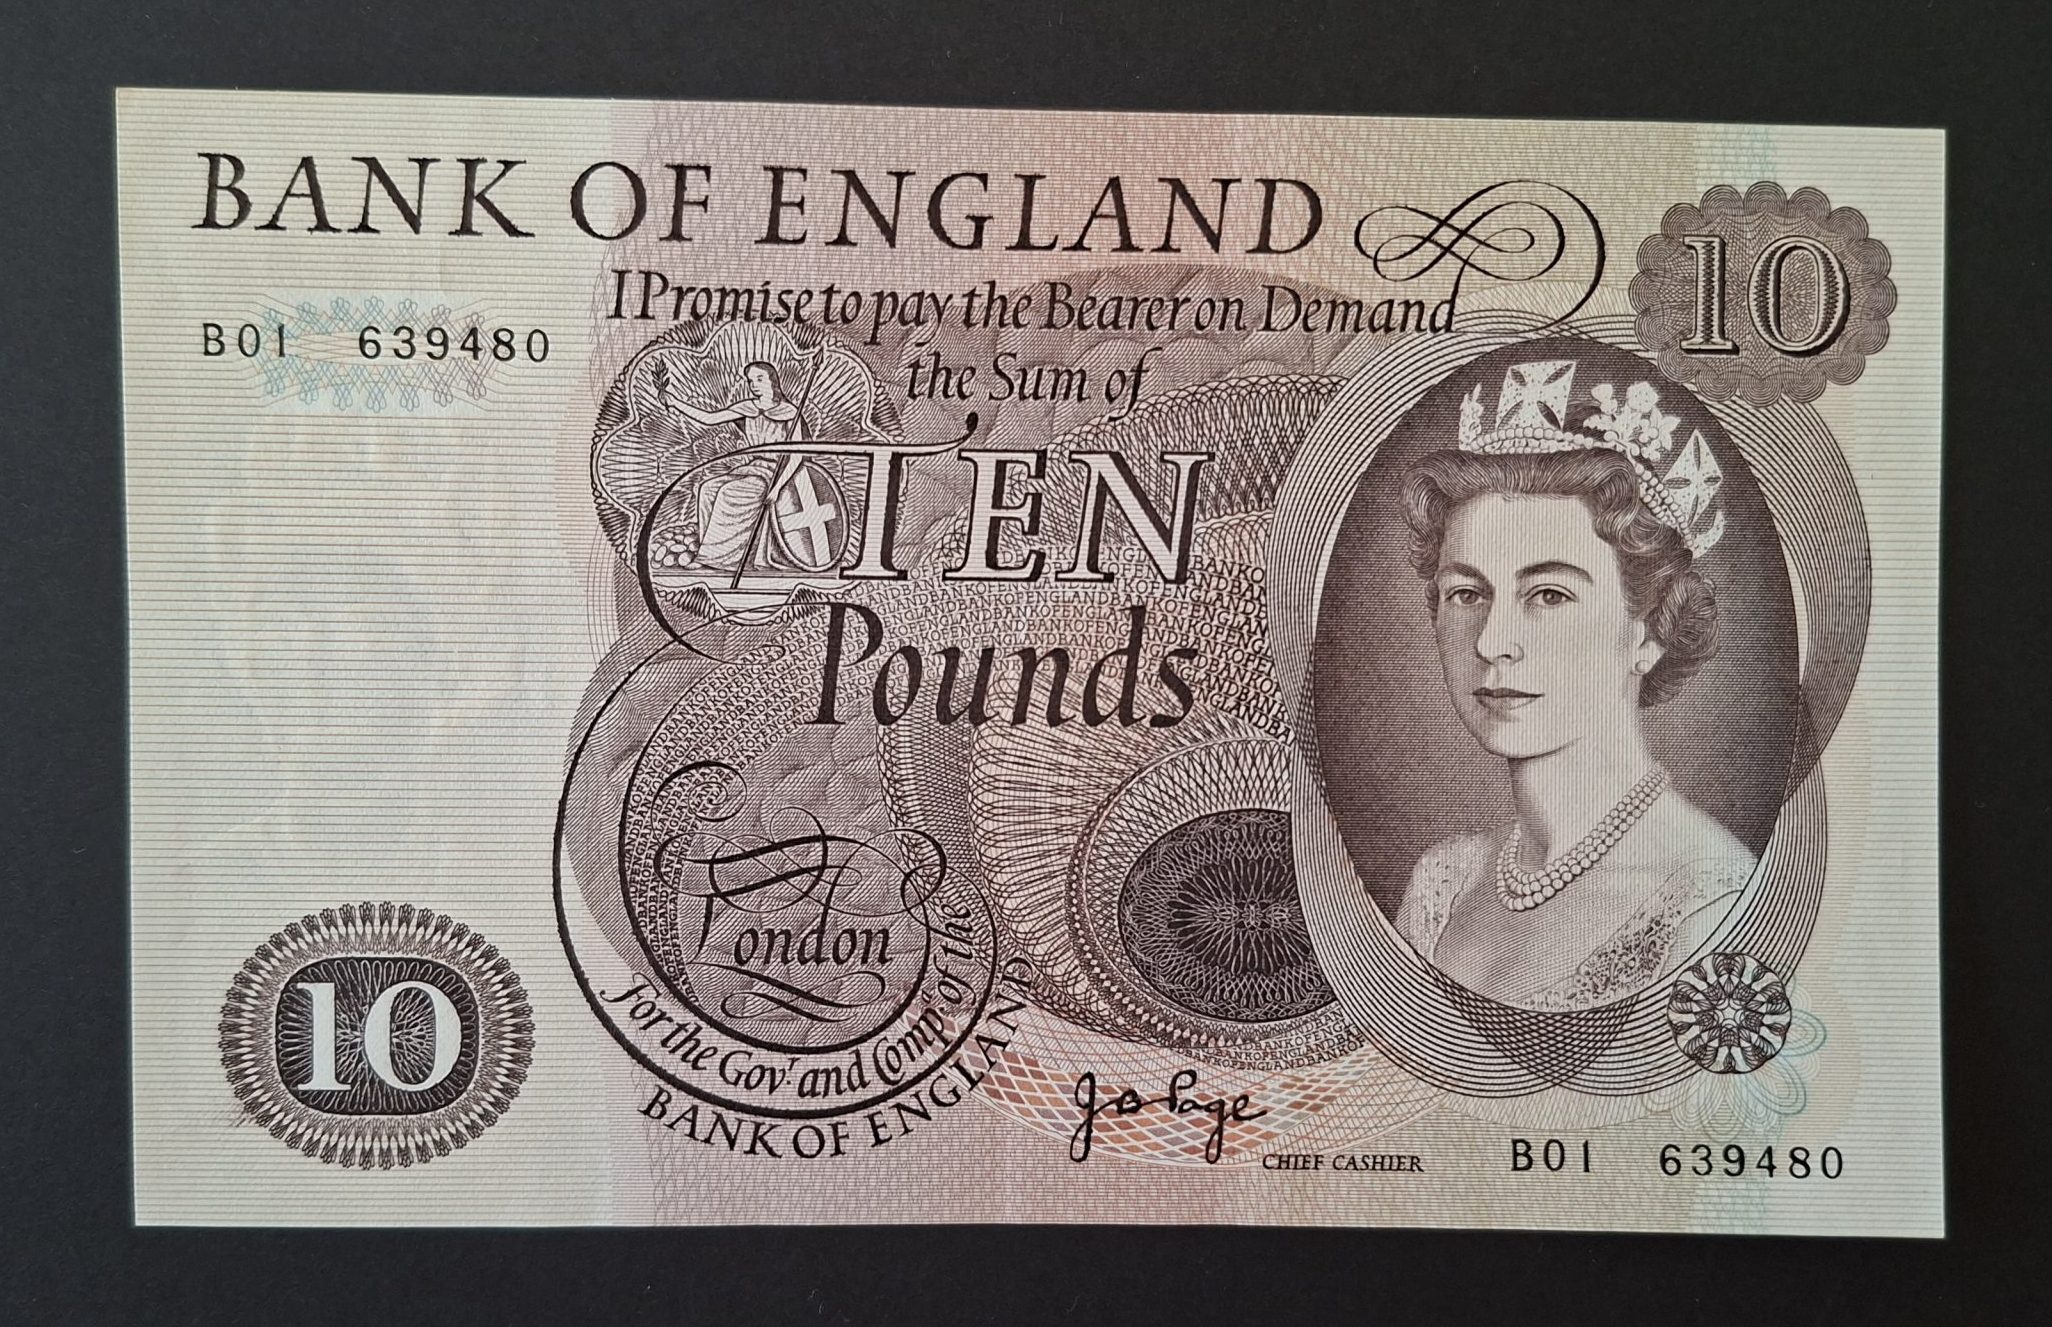 BANK OF ENGLAND
10
I Promise to pay the Bearer on Demand
the Sum of
B01 639480
TEN
Pounds
London
For the Govr. and Compa. of the
BANK OF ENGLAND
10
J B Page
CHIEF CASHIER
B01 639480